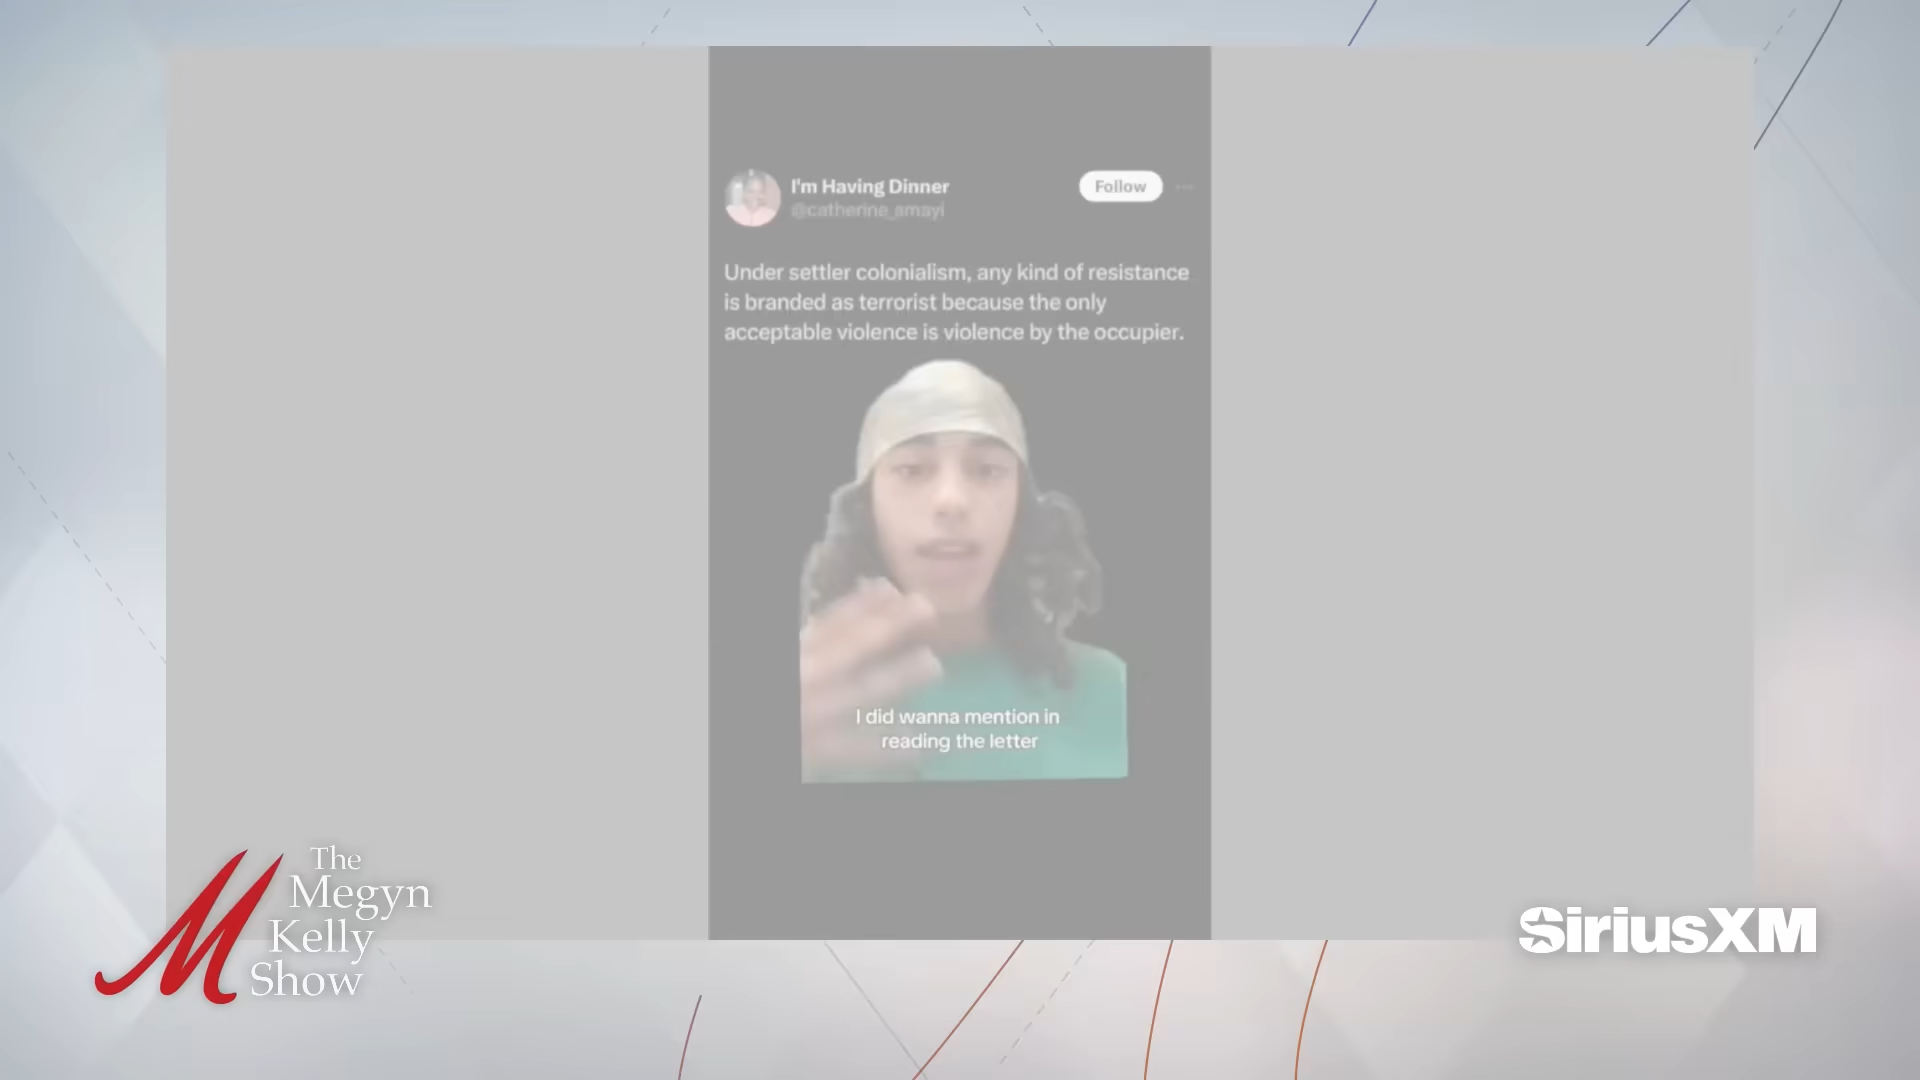 I'm Having Dinner
@catherine_amayi
Follow
Under settler colonialism, any kind of resistance
is branded as terrorist because the only
acceptable violence is violence by the occupier.
I did wanna mention in
reading the letter
The
Megyn
Kelly
Show
SiriusXM